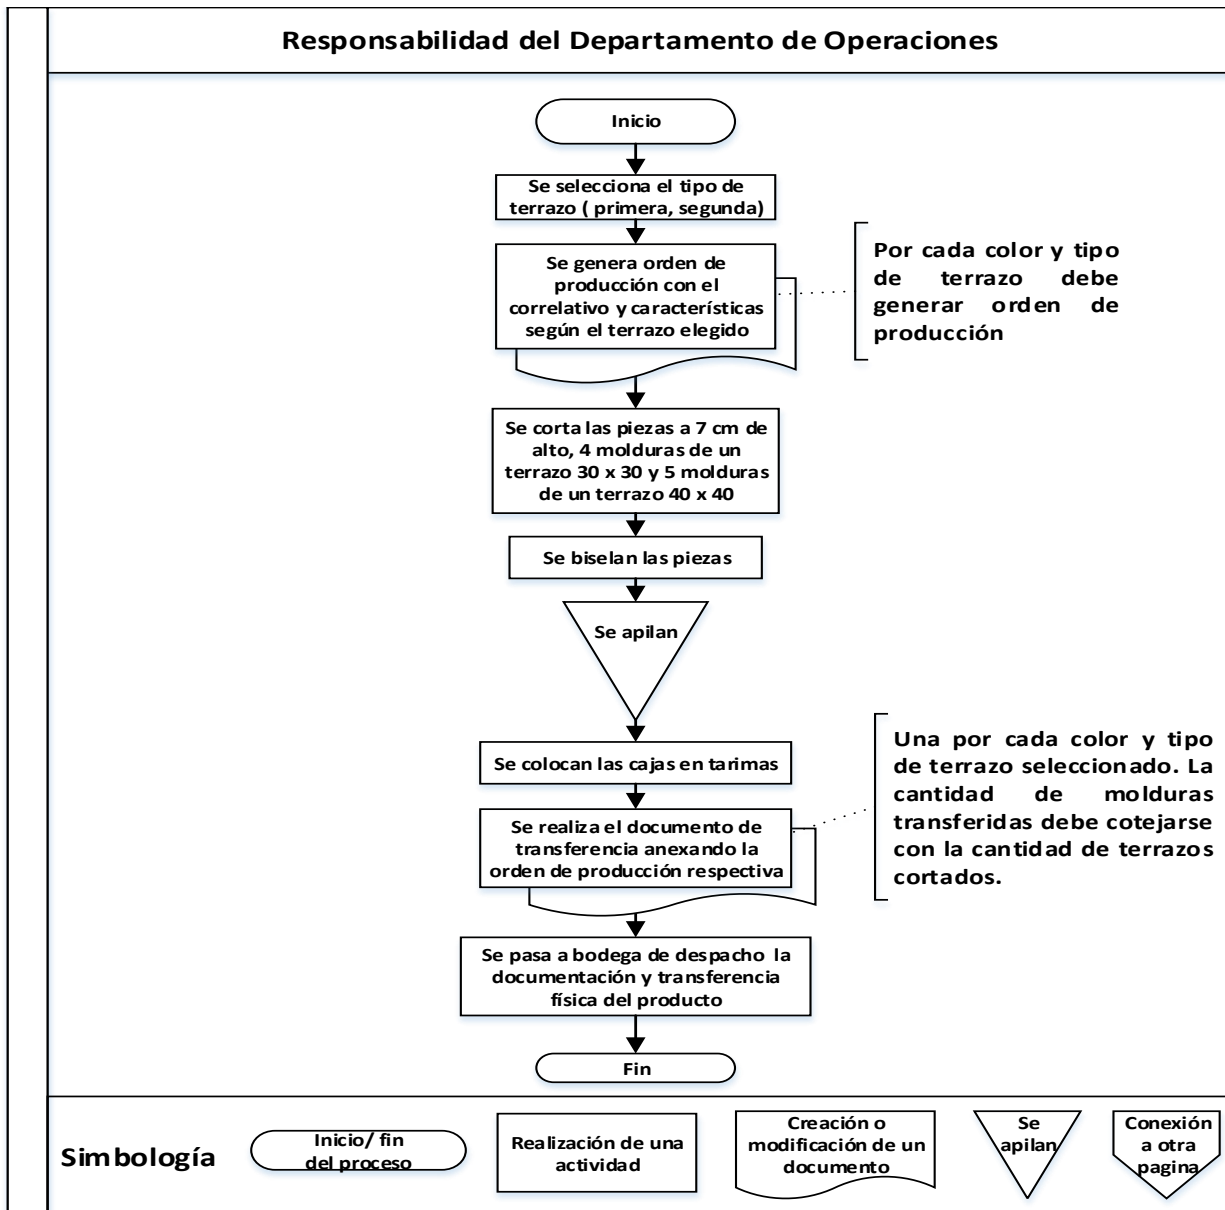 Responsabilidad del Departamento de Operaciones
Inicio
Se selecciona el tipo de
terrazo ( primera, segunda)
Se genera orden de
producción con el
correlativo y características
según el terrazo elegido
Por cada color y tipo
de terrazo debe
generar orden de
producción
Se corta las piezas a 7 cm de
alto, 4 molduras de un
terrazo 30 x 30 y 5 molduras
de un terrazo 40 x 40
Se biselan las piezas
Se apilan
Se colocan las cajas en tarimas
Se realiza el documento de
transferencia anexando la
orden de producción respectiva
Una por cada color y tipo
de terrazo seleccionado. La
cantidad de molduras
transferidas debe cotejarse
con la cantidad de terrazos
cortados.
Se pasa a bodega de despacho la
documentación y transferencia
física del producto
Fin
Simbología
Inicio/ fin
del proceso
Realización de una
actividad
Creación o
modificación de un
documento
Se
apilan
Conexión
a otra
pagina